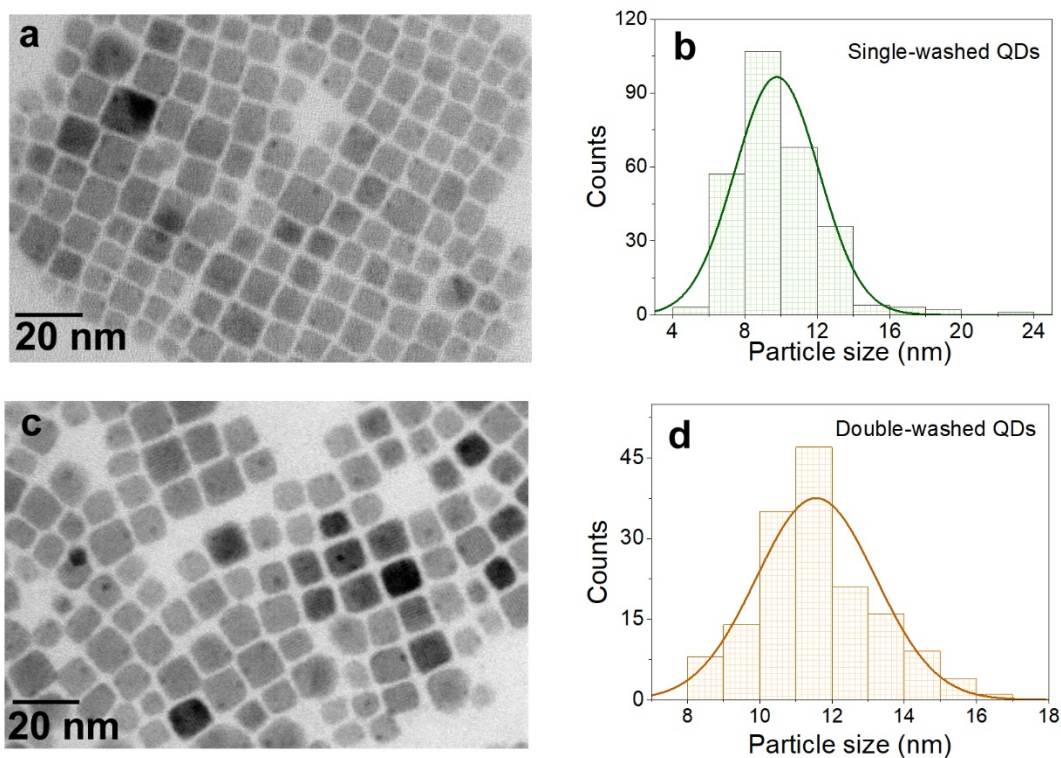 a
20 nm
b
Single-washed QDs
Counts
120
90
60
30
0
4 8 12 16 20 24
Particle size (nm)
c
20 nm
d
Double-washed QDs
Counts
45
30
15
0
8 10 12 14 16 18
Particle size (nm)